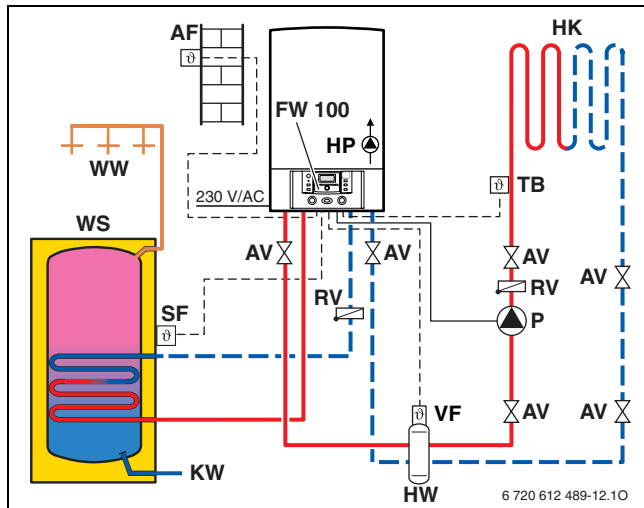 AF
ϑ
HK
FW 100
HP
WW
230 V/AC
ϑ
TB
WS
AV
AV
AV
AV
RV
RV
SF
ϑ
P
ϑ
VF
AV
AV
KW
HW
6 720 612 489-12.1O